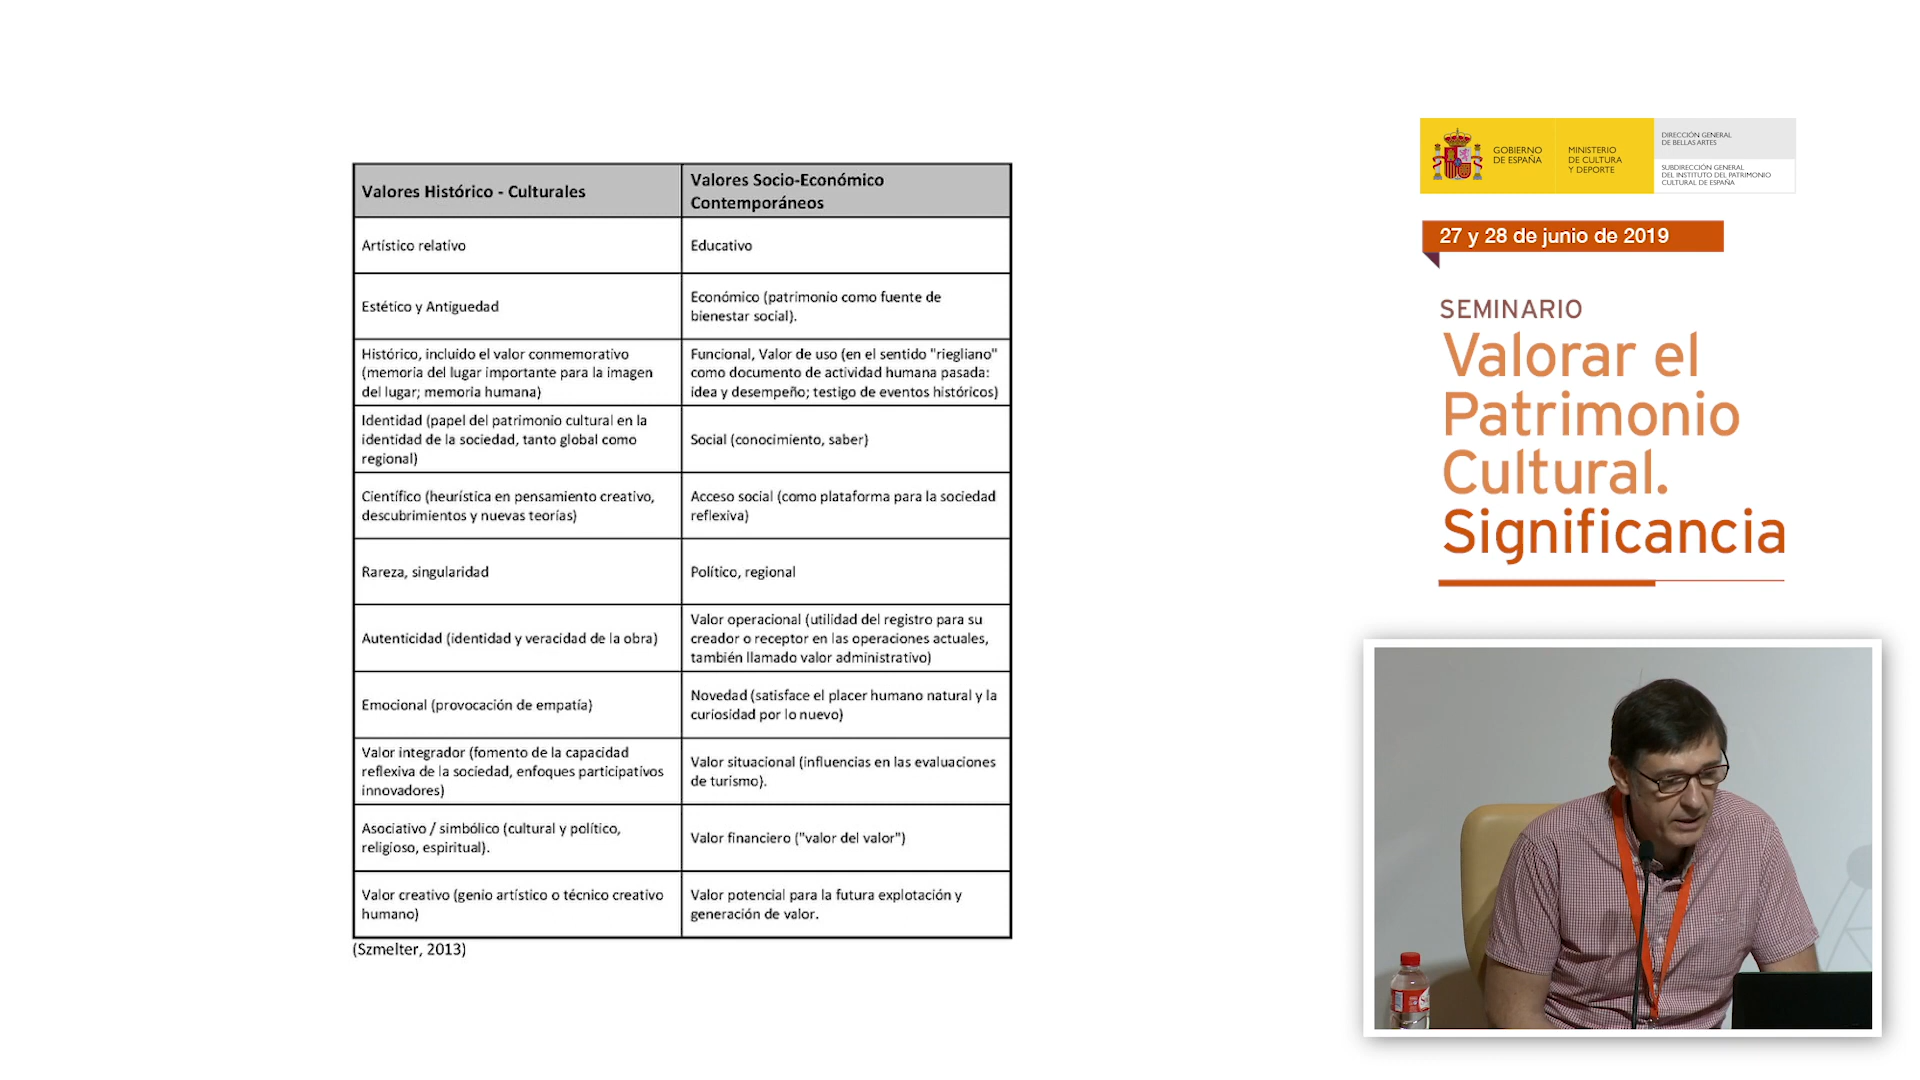 Valores Histórico - Culturales
Valores Socio-Económico
Contemporáneos
Artístico relativo
Educativo
Estético y Antiguedad
Económico (patrimonio como fuente de
bienestar social).
Histórico, incluido el valor conmemorativo
(memoria del lugar importante para la imagen
del lugar; memoria humana)
Funcional, Valor de uso (en el sentido "riegliano"
como documento de actividad humana pasada:
idea y desempeño; testigo de eventos históricos)
Identidad (papel del patrimonio cultural en la
identidad de la sociedad, tanto global como
regional)
Social (conocimiento, saber)
Científico (heurística en pensamiento creativo,
descubrimientos y nuevas teorías)
Acceso social (como plataforma para la sociedad
reflexiva)
Rareza, singularidad
Político, regional
Autenticidad (identidad y veracidad de la obra)
Valor operacional (utilidad del registro para su
creador o receptor en las operaciones actuales,
también llamado valor administrativo)
Emocional (provocación de empatía)
Novedad (satisface el placer humano natural y la
curiosidad por lo nuevo)
Valor integrador (fomento de la capacidad
reflexiva de la sociedad, enfoques participativos
innovadores)
Valor situacional (influencias en las evaluaciones
de turismo).
Asociativo / simbólico (cultural y político,
religioso, espiritual).
Valor financiero ("valor del valor")
Valor creativo (genio artístico o técnico creativo
humano)
Valor potencial para la futura explotación y
generación de valor.
(Szmelter, 2013)
GOBIERNO
DE ESPAÑA
MINISTERIO
DE CULTURA
Y DEPORTE
DIRECCIÓN GENERAL
DE BELLAS ARTES
SUBDIRECCIÓN GENERAL
DEL INSTITUTO DEL PATRIMONIO
CULTURAL DE ESPAÑA
27 y 28 de junio de 2019
SEMINARIO
Valorar el
Patrimonio
Cultural.
Significancia